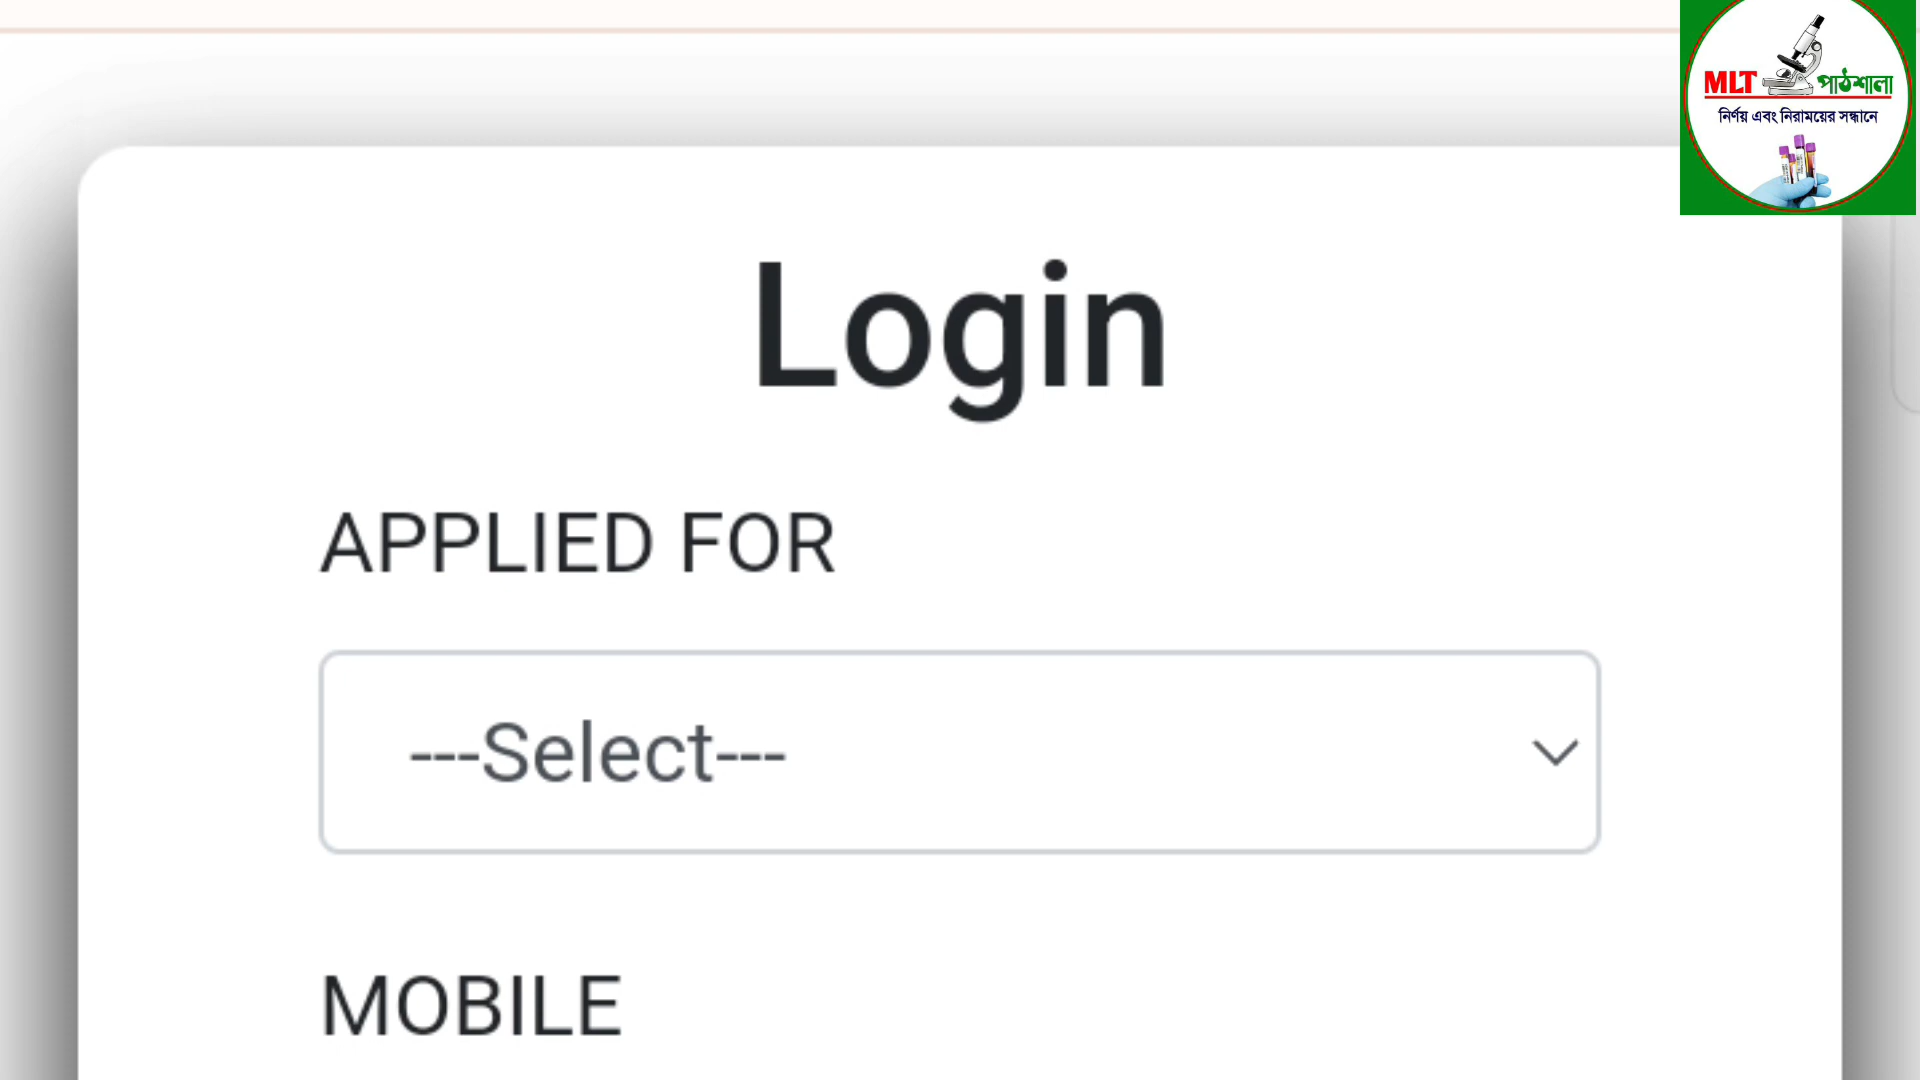 MLT পাঠশালা
নির্ণয় এবং নিরাময়ের সন্ধানে
Login
APPLIED FOR
---Select---
MOBILE